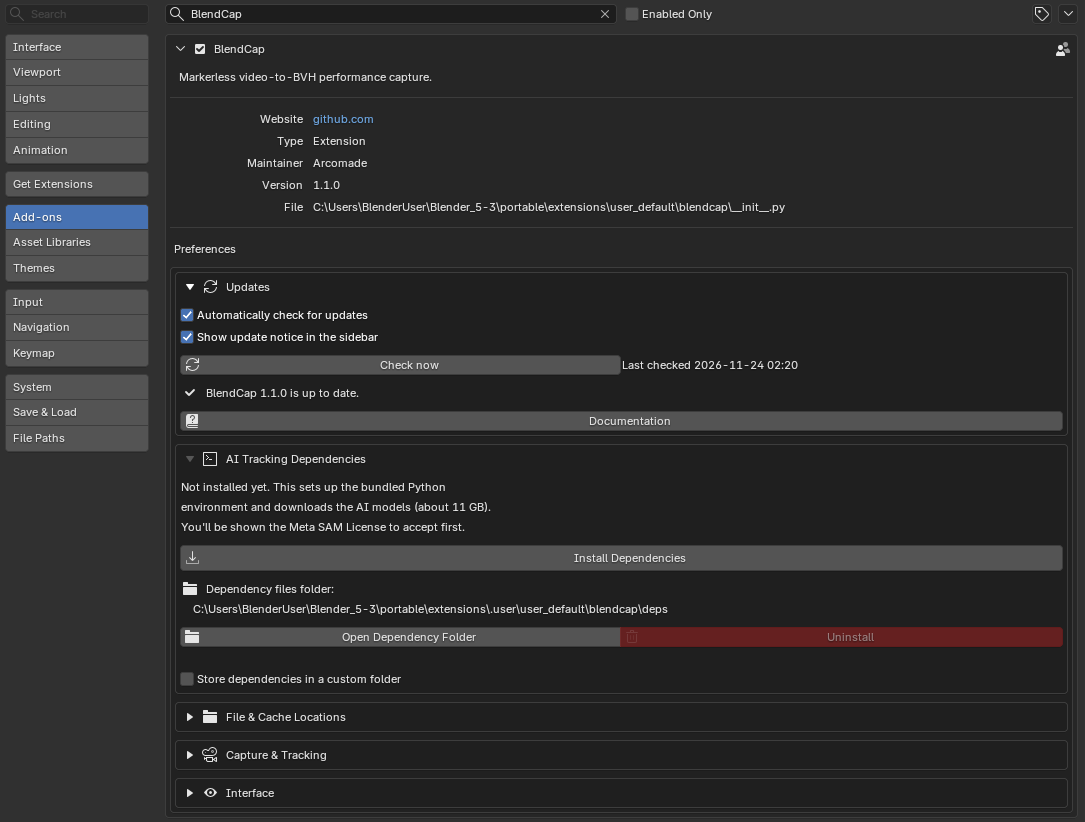 Search
BlendCap
Enabled Only
Interface
Viewport
Lights
Editing
Animation
Get Extensions
Add-ons
Asset Libraries
Themes
Input
Navigation
Keymap
System
Save & Load
File Paths
BlendCap
Markerless video-to-BVH performance capture.
Website github.com
Type Extension
Maintainer Arcomade
Version 1.1.0
File C:\Users\BlenderUser\Blender_5-3\portable\extensions\user_default\blendcap\__init__.py
Preferences
Updates
Automatically check for updates
Show update notice in the sidebar
Check now Last checked 2026-11-24 02:20
BlendCap 1.1.0 is up to date.
Documentation
AI Tracking Dependencies
Not installed yet. This sets up the bundled Python
environment and downloads the AI models (about 11 GB).
You'll be shown the Meta SAM License to accept first.
Install Dependencies
Dependency files folder:
C:\Users\BlenderUser\Blender_5-3\portable\extensions\.user\user_default\blendcap\deps
Open Dependency Folder Uninstall
Store dependencies in a custom folder
File & Cache Locations
Capture & Tracking
Interface